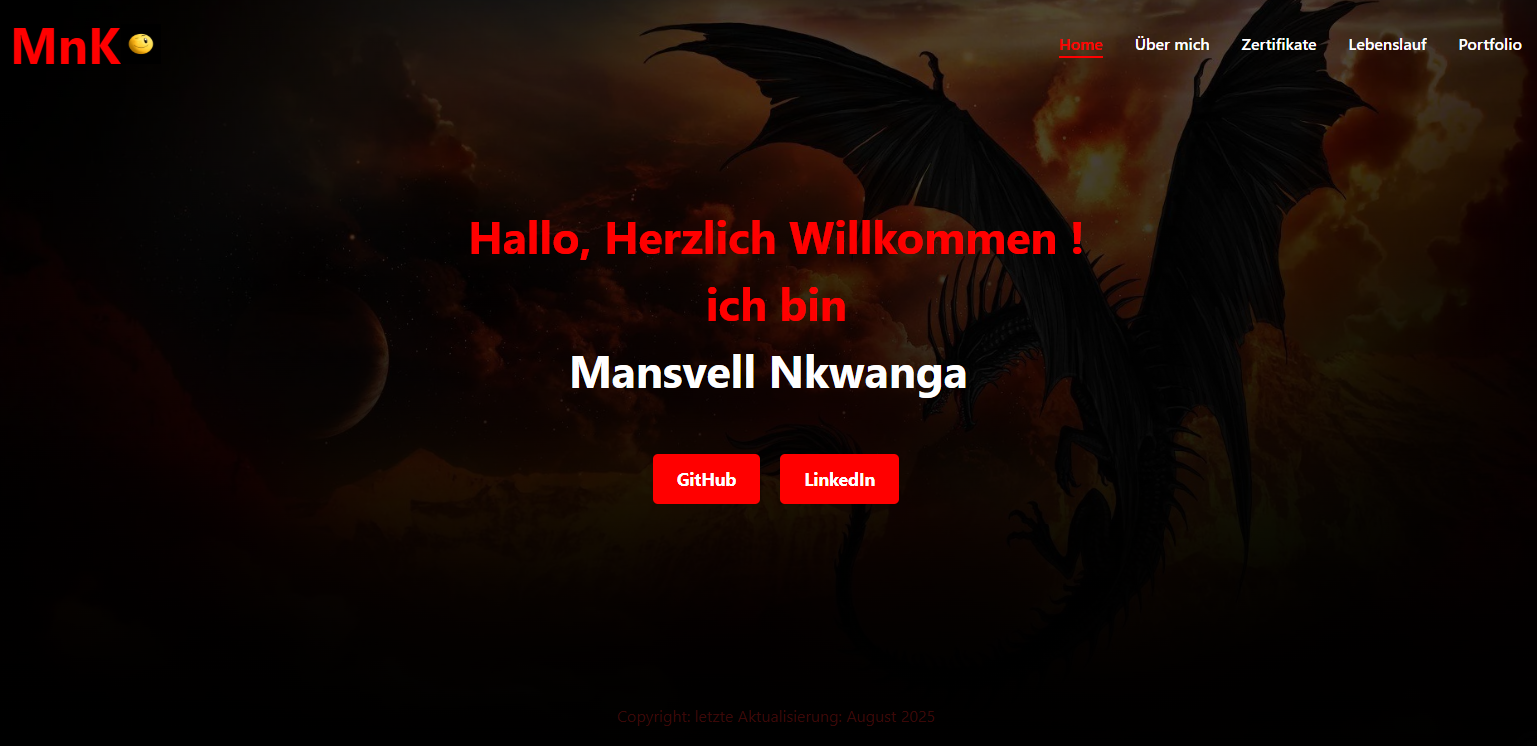 MnK
Home Über mich Zertifikate Lebenslauf Portfolio
Hallo, Herzlich Willkommen !
ich bin
Mansvell Nkwanga
GitHub LinkedIn
Copyright: letzte Aktualisierung: August 2025